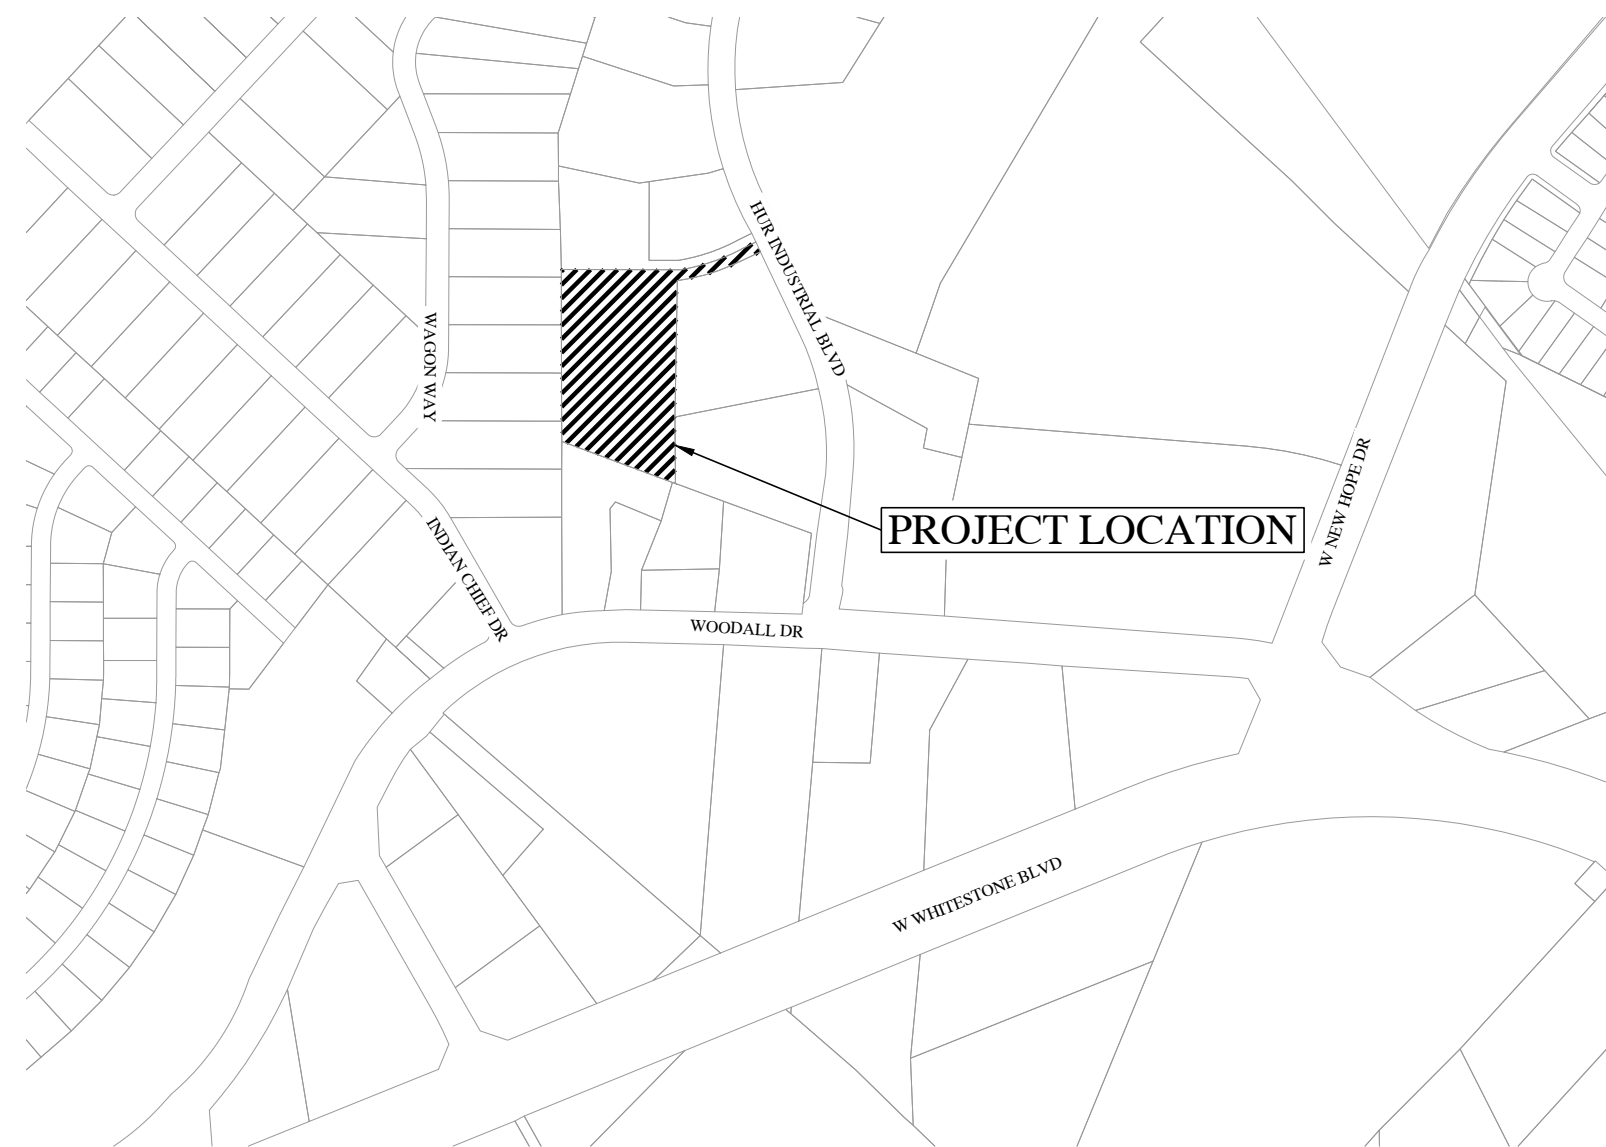 HUR INDUSTRIAL BLVD
WAGON WAY
W NEW HOPE DR
PROJECT LOCATION
INDIAN CHIEF DR
WOODALL DR
W WHITESTONE BLVD